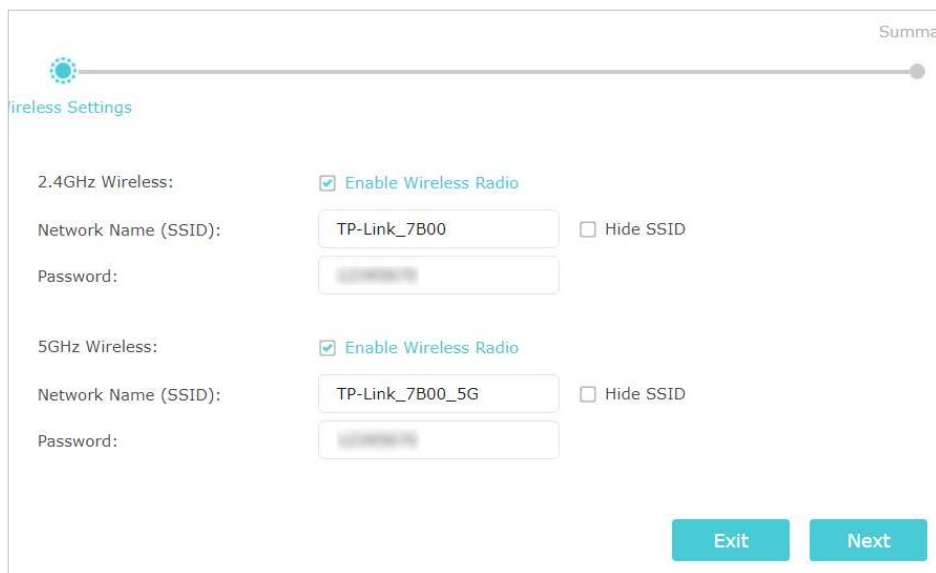 Summa
ireless Settings
2.4GHz Wireless: Enable Wireless Radio
Network Name (SSID): TP-Link_7B00 Hide SSID
Password:
5GHz Wireless: Enable Wireless Radio
Network Name (SSID): TP-Link_7B00_5G Hide SSID
Password:
Exit Next